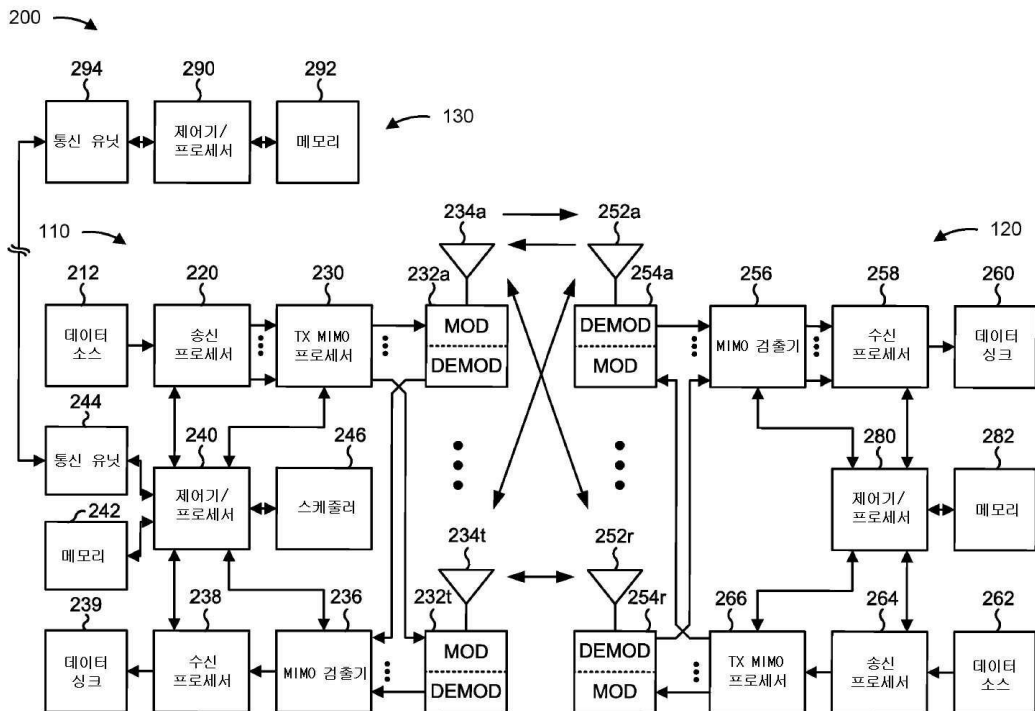 200
294
290
292
통신 유닛
제어기/
프로세서
메모리
130
110
234a
252a
120
212
220
230
232a
254a
256
258
260
데이터
소스
송신
프로세서
TX MIMO
프로세서
MOD
DEMOD
DEMOD
MOD
MIMO 검출기
수신
프로세서
데이터
싱크
244
240
246
280
282
통신 유닛
제어기/
프로세서
스케줄러
제어기/
프로세서
메모리
242
메모리
234t
252r
239
238
236
232t
254r
266
264
262
데이터
싱크
수신
프로세서
MIMO 검출기
MOD
DEMOD
DEMOD
MOD
TX MIMO
프로세서
송신
프로세서
데이터
소스